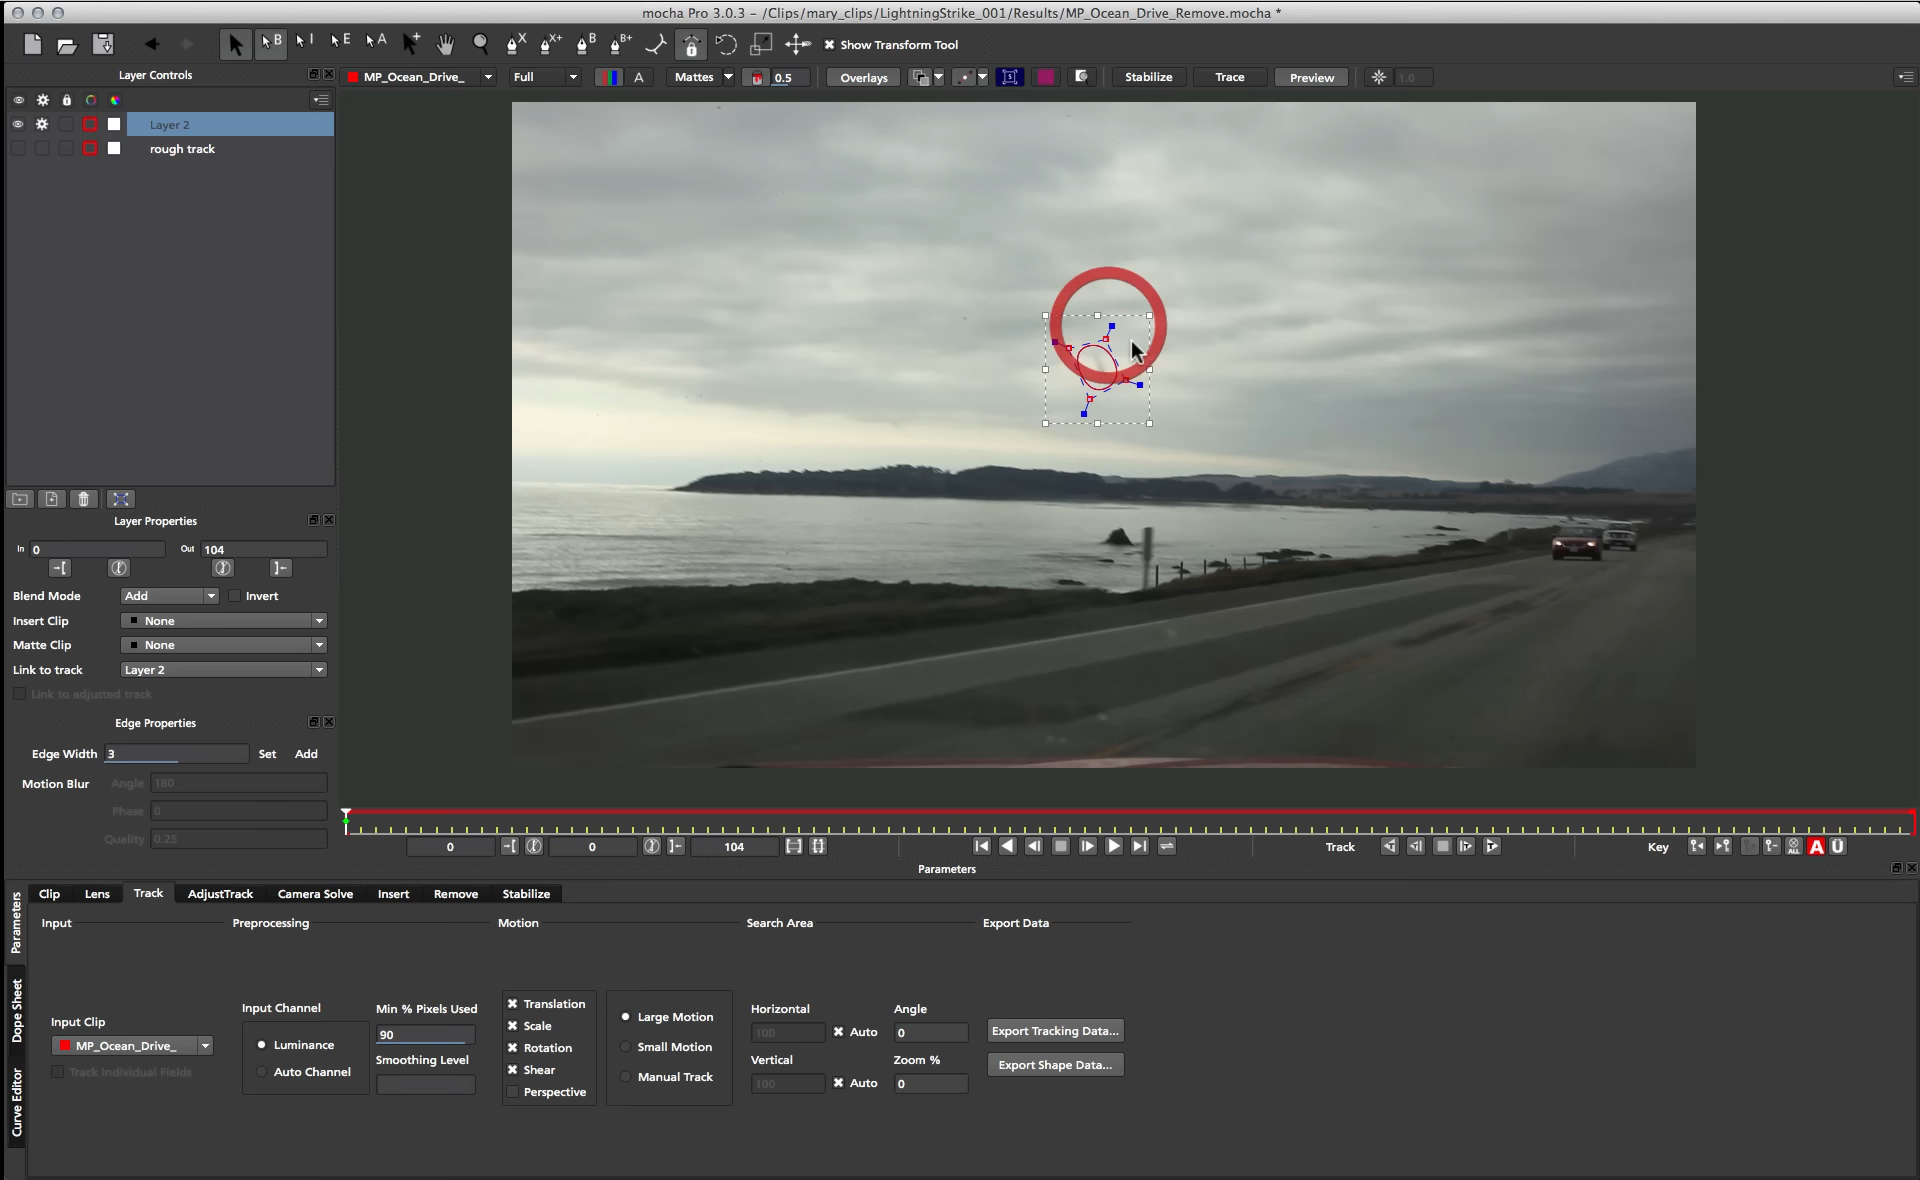 mocha Pro 3.0.3 - /Clips/mary_clips/LightningStrike_001/Results/MP_Ocean_Drive_Remove.mocha *
B I E A X X+ B B+ Show Transform Tool
Layer Controls
MP_Ocean_Drive_ Full A Mattes 0.5 Overlays Stabilize Trace Preview 1.0
Layer 2
rough track
Layer Properties
In 0 Out 104
Blend Mode Add Invert
Insert Clip None
Matte Clip None
Link to track Layer 2
Link to adjusted track
Edge Properties
Edge Width 3 Set Add
Motion Blur Angle 180
Phase 0
Quality 0.25
0 0 104 Track Key ALL A Ü
Parameters
Parameters
Dope Sheet
Curve Editor
Clip Lens Track AdjustTrack Camera Solve Insert Remove Stabilize
Input Preprocessing Motion Search Area Export Data
Input Clip
MP_Ocean_Drive_
Track Individual Fields
Input Channel
Luminance
Auto Channel
Min % Pixels Used
90
Smoothing Level
Translation
Scale
Rotation
Shear
Perspective
Large Motion
Small Motion
Manual Track
Horizontal Angle
100 Auto 0
Vertical Zoom %
100 Auto 0
Export Tracking Data...
Export Shape Data...